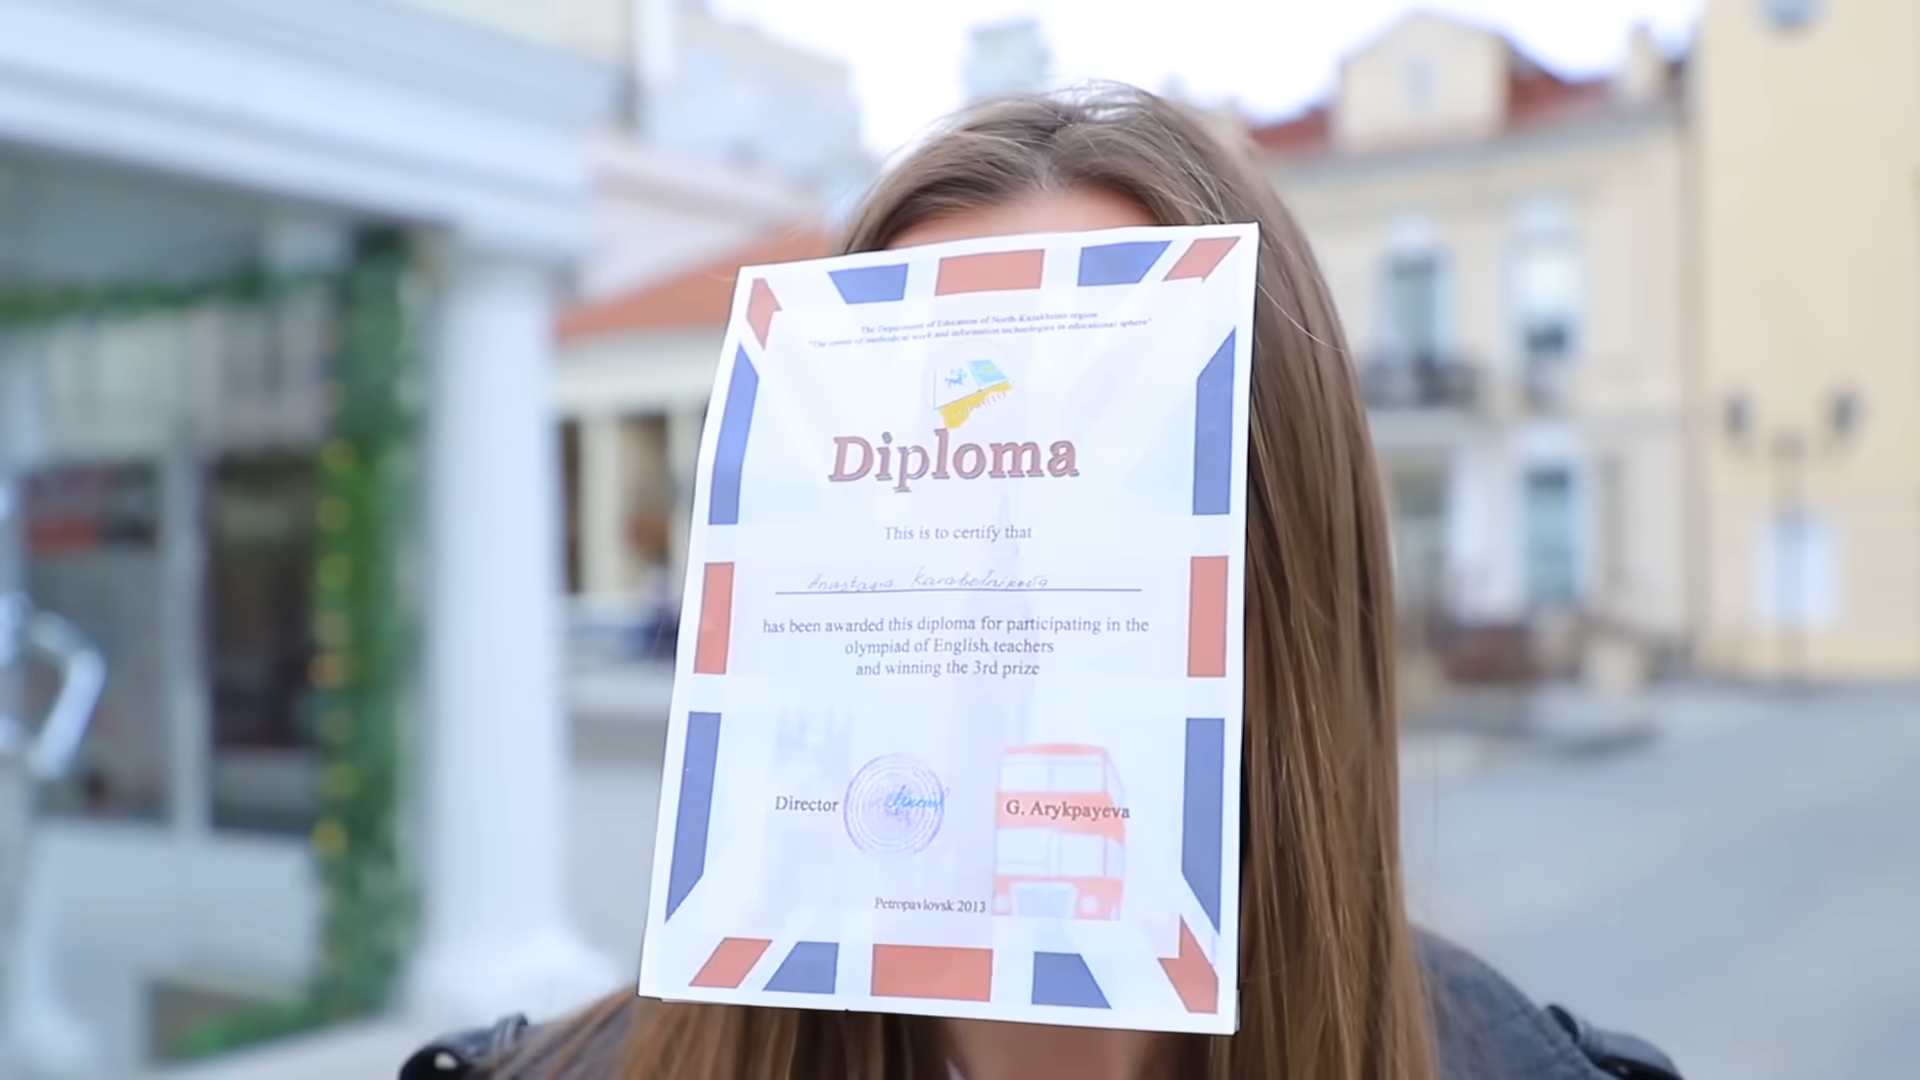 The Department of Education of North-Kazakhstan region
"The centre of methodical work and information technologies in educational sphere"
Diploma
This is to certify that
Anastasia Karabelnikova
has been awarded this diploma for participating in the
olympiad of English teachers
and winning the 3rd prize
Director
G. Arykpayeva
Petropavlovsk 2013